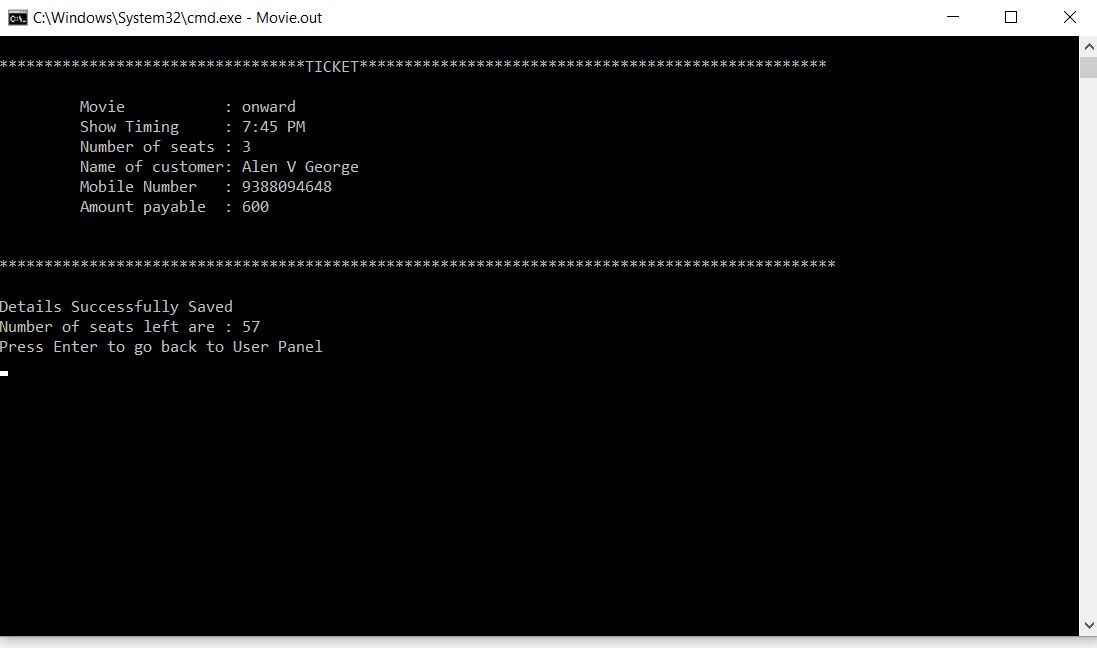 C:\Windows\System32\cmd.exe - Movie.out
**********************************TICKET****************************************************
Movie : onward
Show Timing : 7:45 PM
Number of seats : 3
Name of customer: Alen V George
Mobile Number : 9388094648
Amount payable : 600
*********************************************************************************************
Details Successfully Saved
Number of seats left are : 57
Press Enter to go back to User Panel